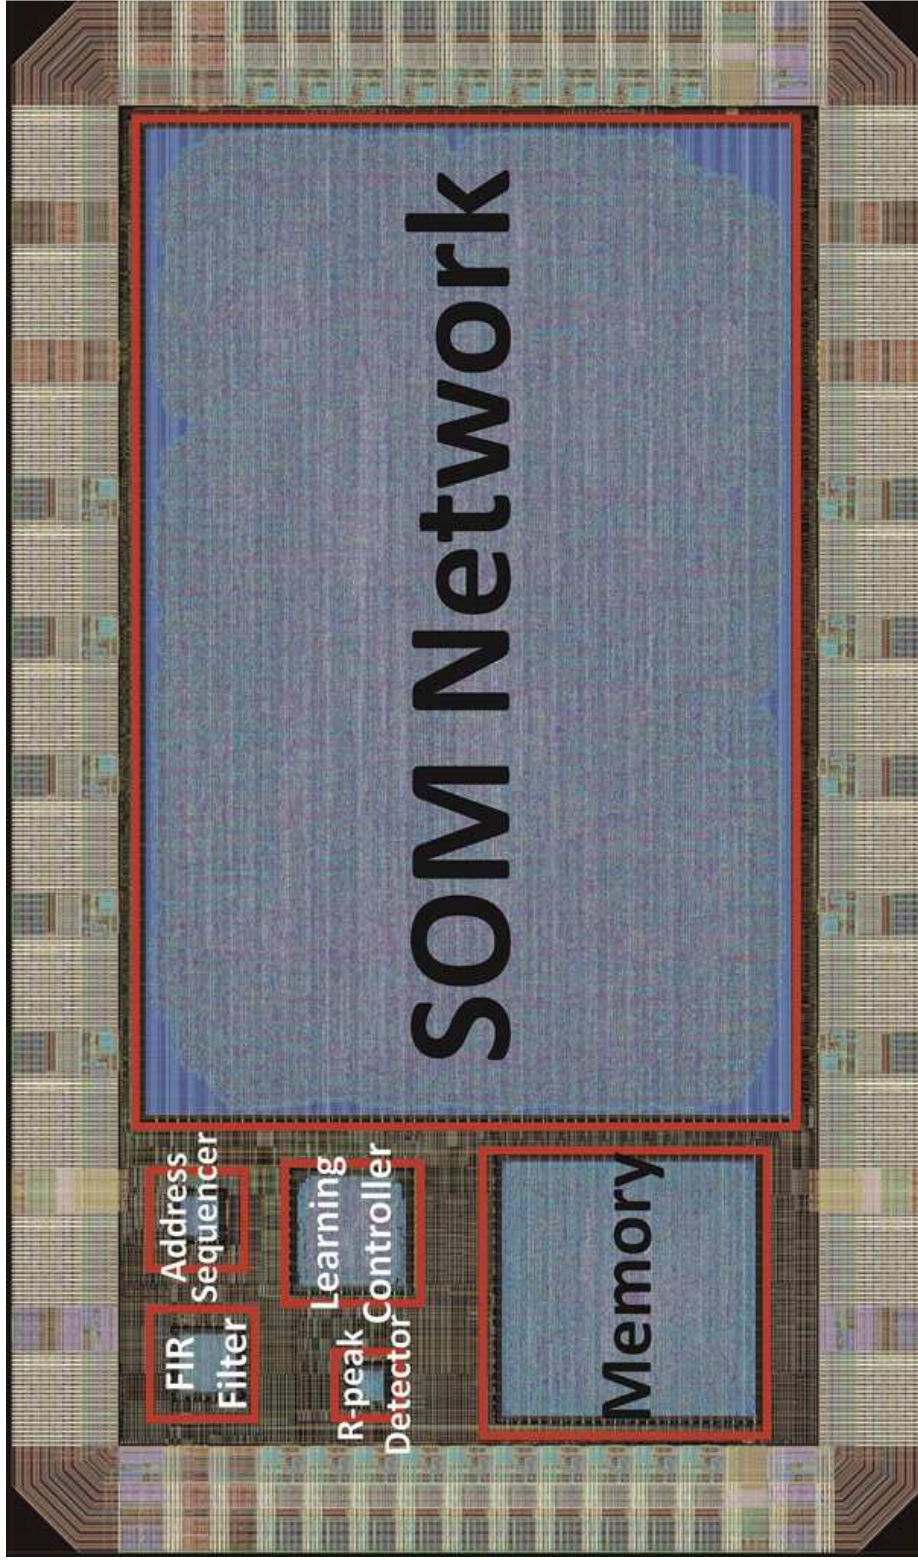 FIR
Filter
Address
Sequencer
R-peak
Detector
Learning
Controller
Memory
SOM Network